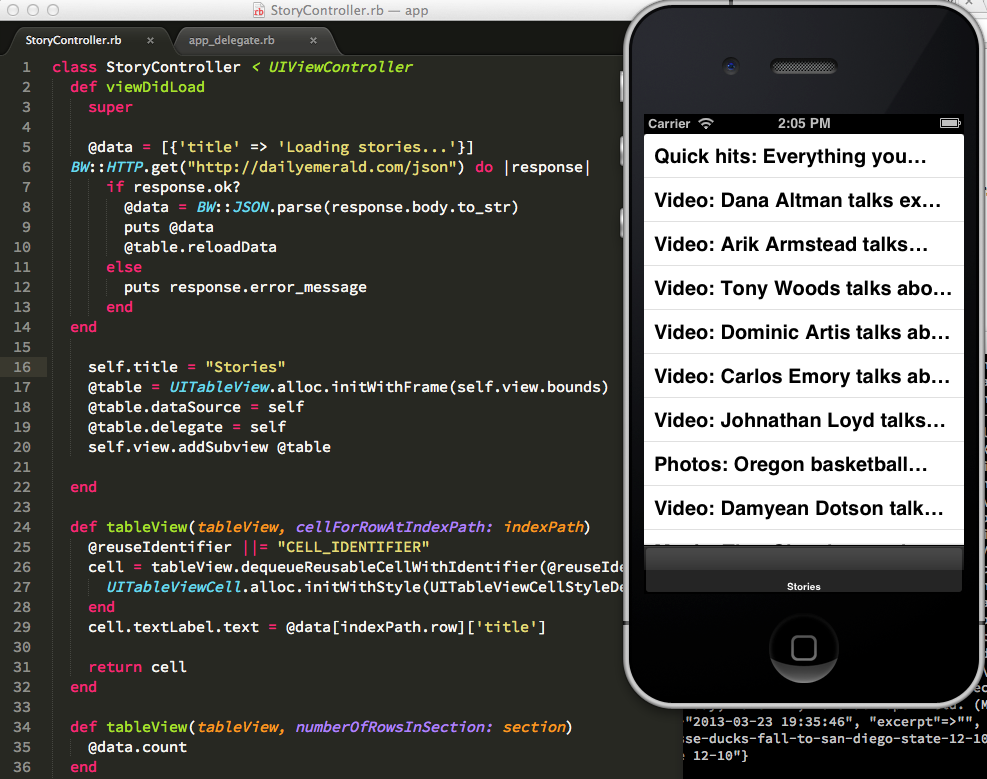 StoryController.rb — app
StoryController.rb × app_delegate.rb ×
1 class StoryController < UIViewController
2 def viewDidLoad
3 super
4
5 @data = [{'title' => 'Loading stories...'}]
6 BW::HTTP.get("http://dailyemerald.com/json") do |response|
7 if response.ok?
8 @data = BW::JSON.parse(response.body.to_str)
9 puts @data
10 @table.reloadData
11 else
12 puts response.error_message
13 end
14 end
15
16 self.title = "Stories"
17 @table = UITableView.alloc.initWithFrame(self.view.bounds)
18 @table.dataSource = self
19 @table.delegate = self
20 self.view.addSubview @table
21
22 end
23
24 def tableView(tableView, cellForRowAtIndexPath: indexPath)
25 @reuseIdentifier ||= "CELL_IDENTIFIER"
26 cell = tableView.dequeueReusableCellWithIdentifier(@reuseIde
27 UITableViewCell.alloc.initWithStyle(UITableViewCellStyleDe
28 end
29 cell.textLabel.text = @data[indexPath.row]['title']
30
31 return cell
32 end
33
34 def tableView(tableView, numberOfRowsInSection: section)
35 @data.count
36 end
Carrier 2:05 PM
Quick hits: Everything you...
Video: Dana Altman talks ex...
Video: Arik Armstead talks...
Video: Tony Woods talks abo...
Video: Dominic Artis talks ab...
Video: Carlos Emory talks ab...
Video: Johnathan Loyd talks...
Photos: Oregon basketball...
Video: Damyean Dotson talk...
Stories
"2013-03-23 19:35:46", "excerpt"=>"",
sse-ducks-fall-to-san-diego-state-12-10
12-10"}